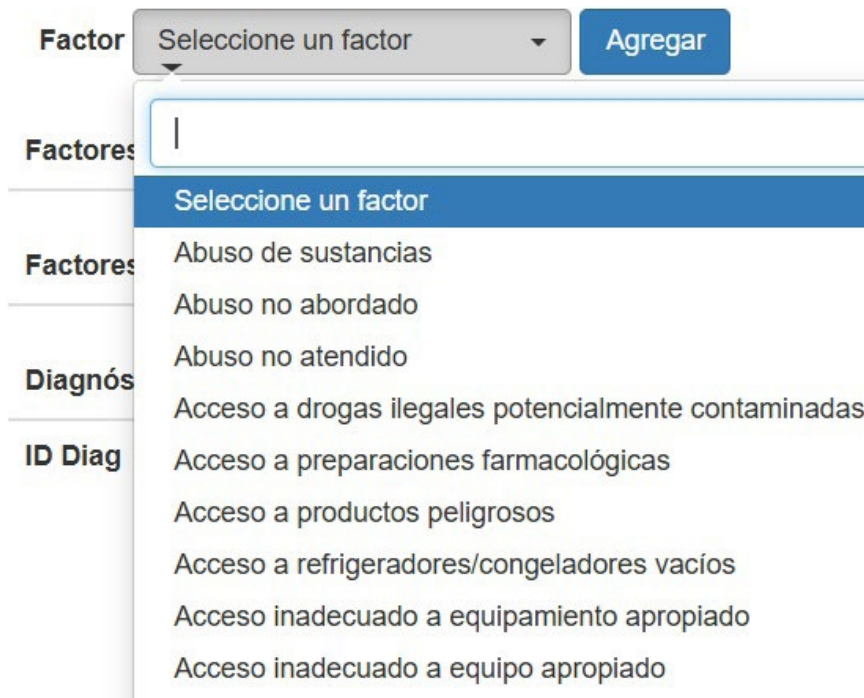 Factor Seleccione un factor Agregar
Factores
Seleccione un factor
Abuso de sustancias
Factores
Abuso no abordado
Abuso no atendido
Diagnós
Acceso a drogas ilegales potencialmente contaminadas
ID Diag
Acceso a preparaciones farmacológicas
Acceso a productos peligrosos
Acceso a refrigeradores/congeladores vacíos
Acceso inadecuado a equipamiento apropiado
Acceso inadecuado a equipo apropiado